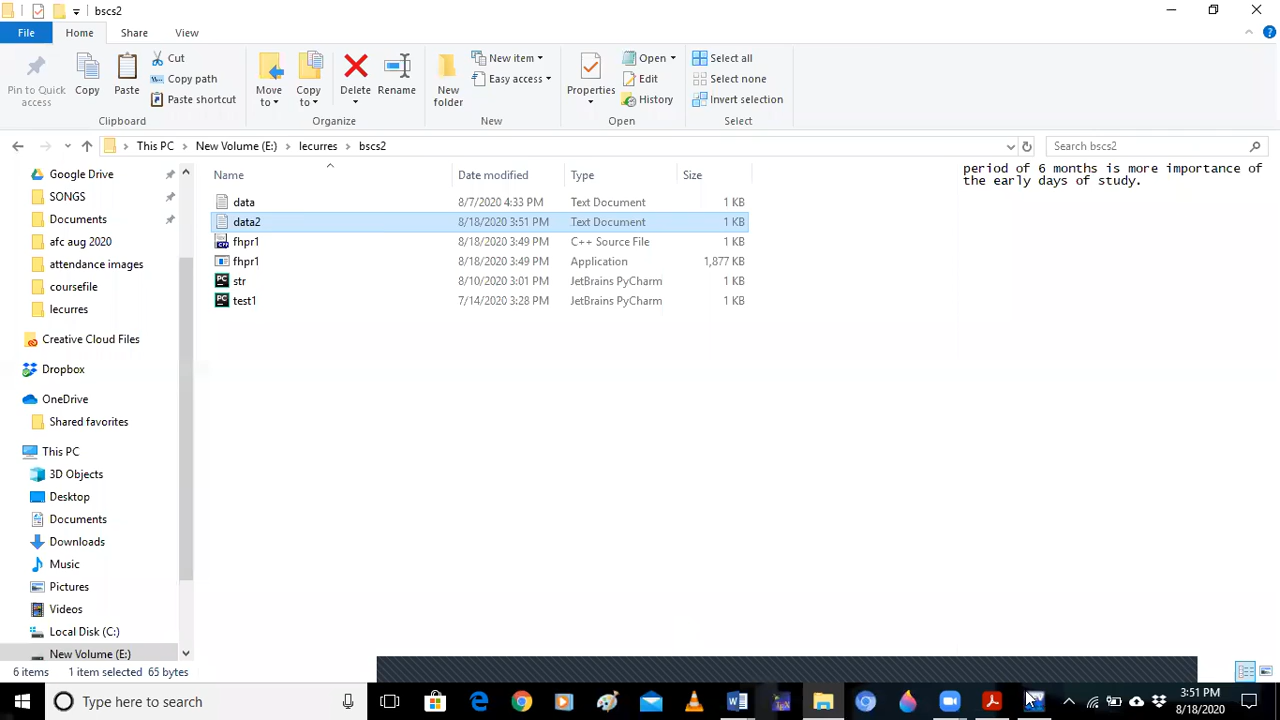 bscs2
File Home Share View
Pin to Quick access
Copy
Paste
Cut
Copy path
Paste shortcut
Clipboard
Move to
Copy to
Delete
Rename
Organize
New folder
New item
Easy access
New
Properties
Open
Edit
History
Open
Select all
Select none
Invert selection
Select
This PC New Volume (E:) lecurres bscs2
Search bscs2
Google Drive
SONGS
Documents
afc aug 2020
attendance images
coursefile
lecurres
Creative Cloud Files
Dropbox
OneDrive
Shared favorites
This PC
3D Objects
Desktop
Documents
Downloads
Music
Pictures
Videos
Local Disk (C:)
New Volume (E:)
Name Date modified Type Size
data 8/7/2020 4:33 PM Text Document 1 KB
data2 8/18/2020 3:51 PM Text Document 1 KB
fhpr1 8/18/2020 3:49 PM C++ Source File 1 KB
fhpr1 8/18/2020 3:49 PM Application 1,877 KB
str 8/10/2020 3:01 PM JetBrains PyCharm 1 KB
test1 7/14/2020 3:28 PM JetBrains PyCharm 1 KB
period of 6 months is more importance of
the early days of study.
6 items 1 item selected 65 bytes
Type here to search
3:51 PM
8/18/2020